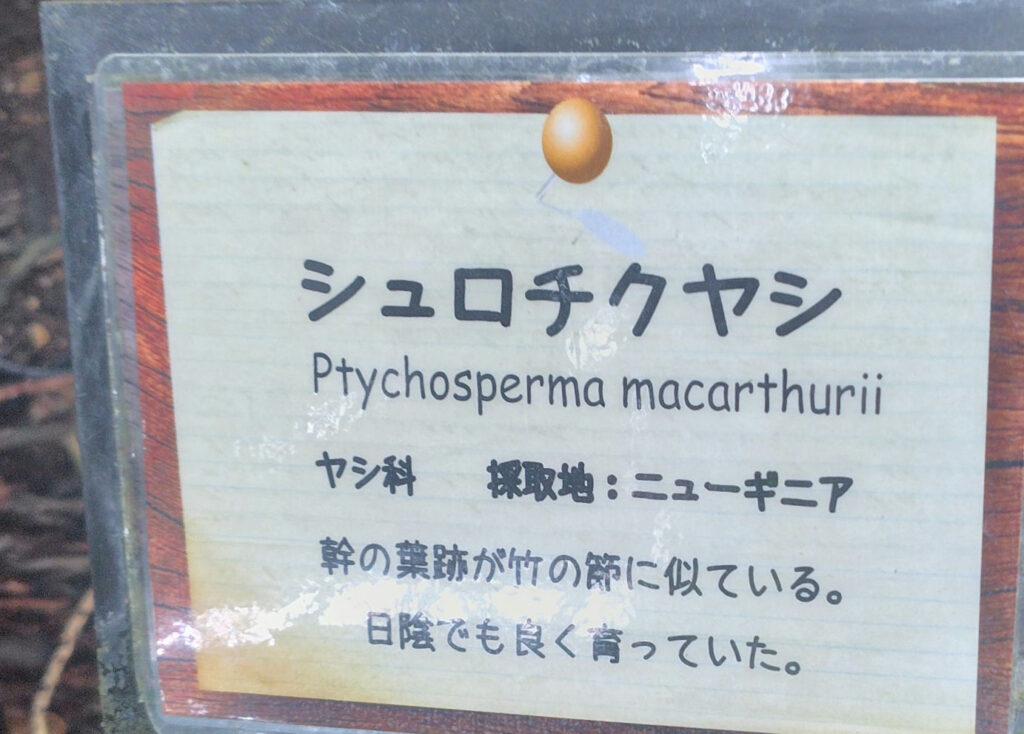 シュロチクヤシ
Ptychosperma macarthurii
ヤシ科　採取地：ニューギニア
幹の葉跡が竹の節に似ている。
日陰でも良く育っていた。